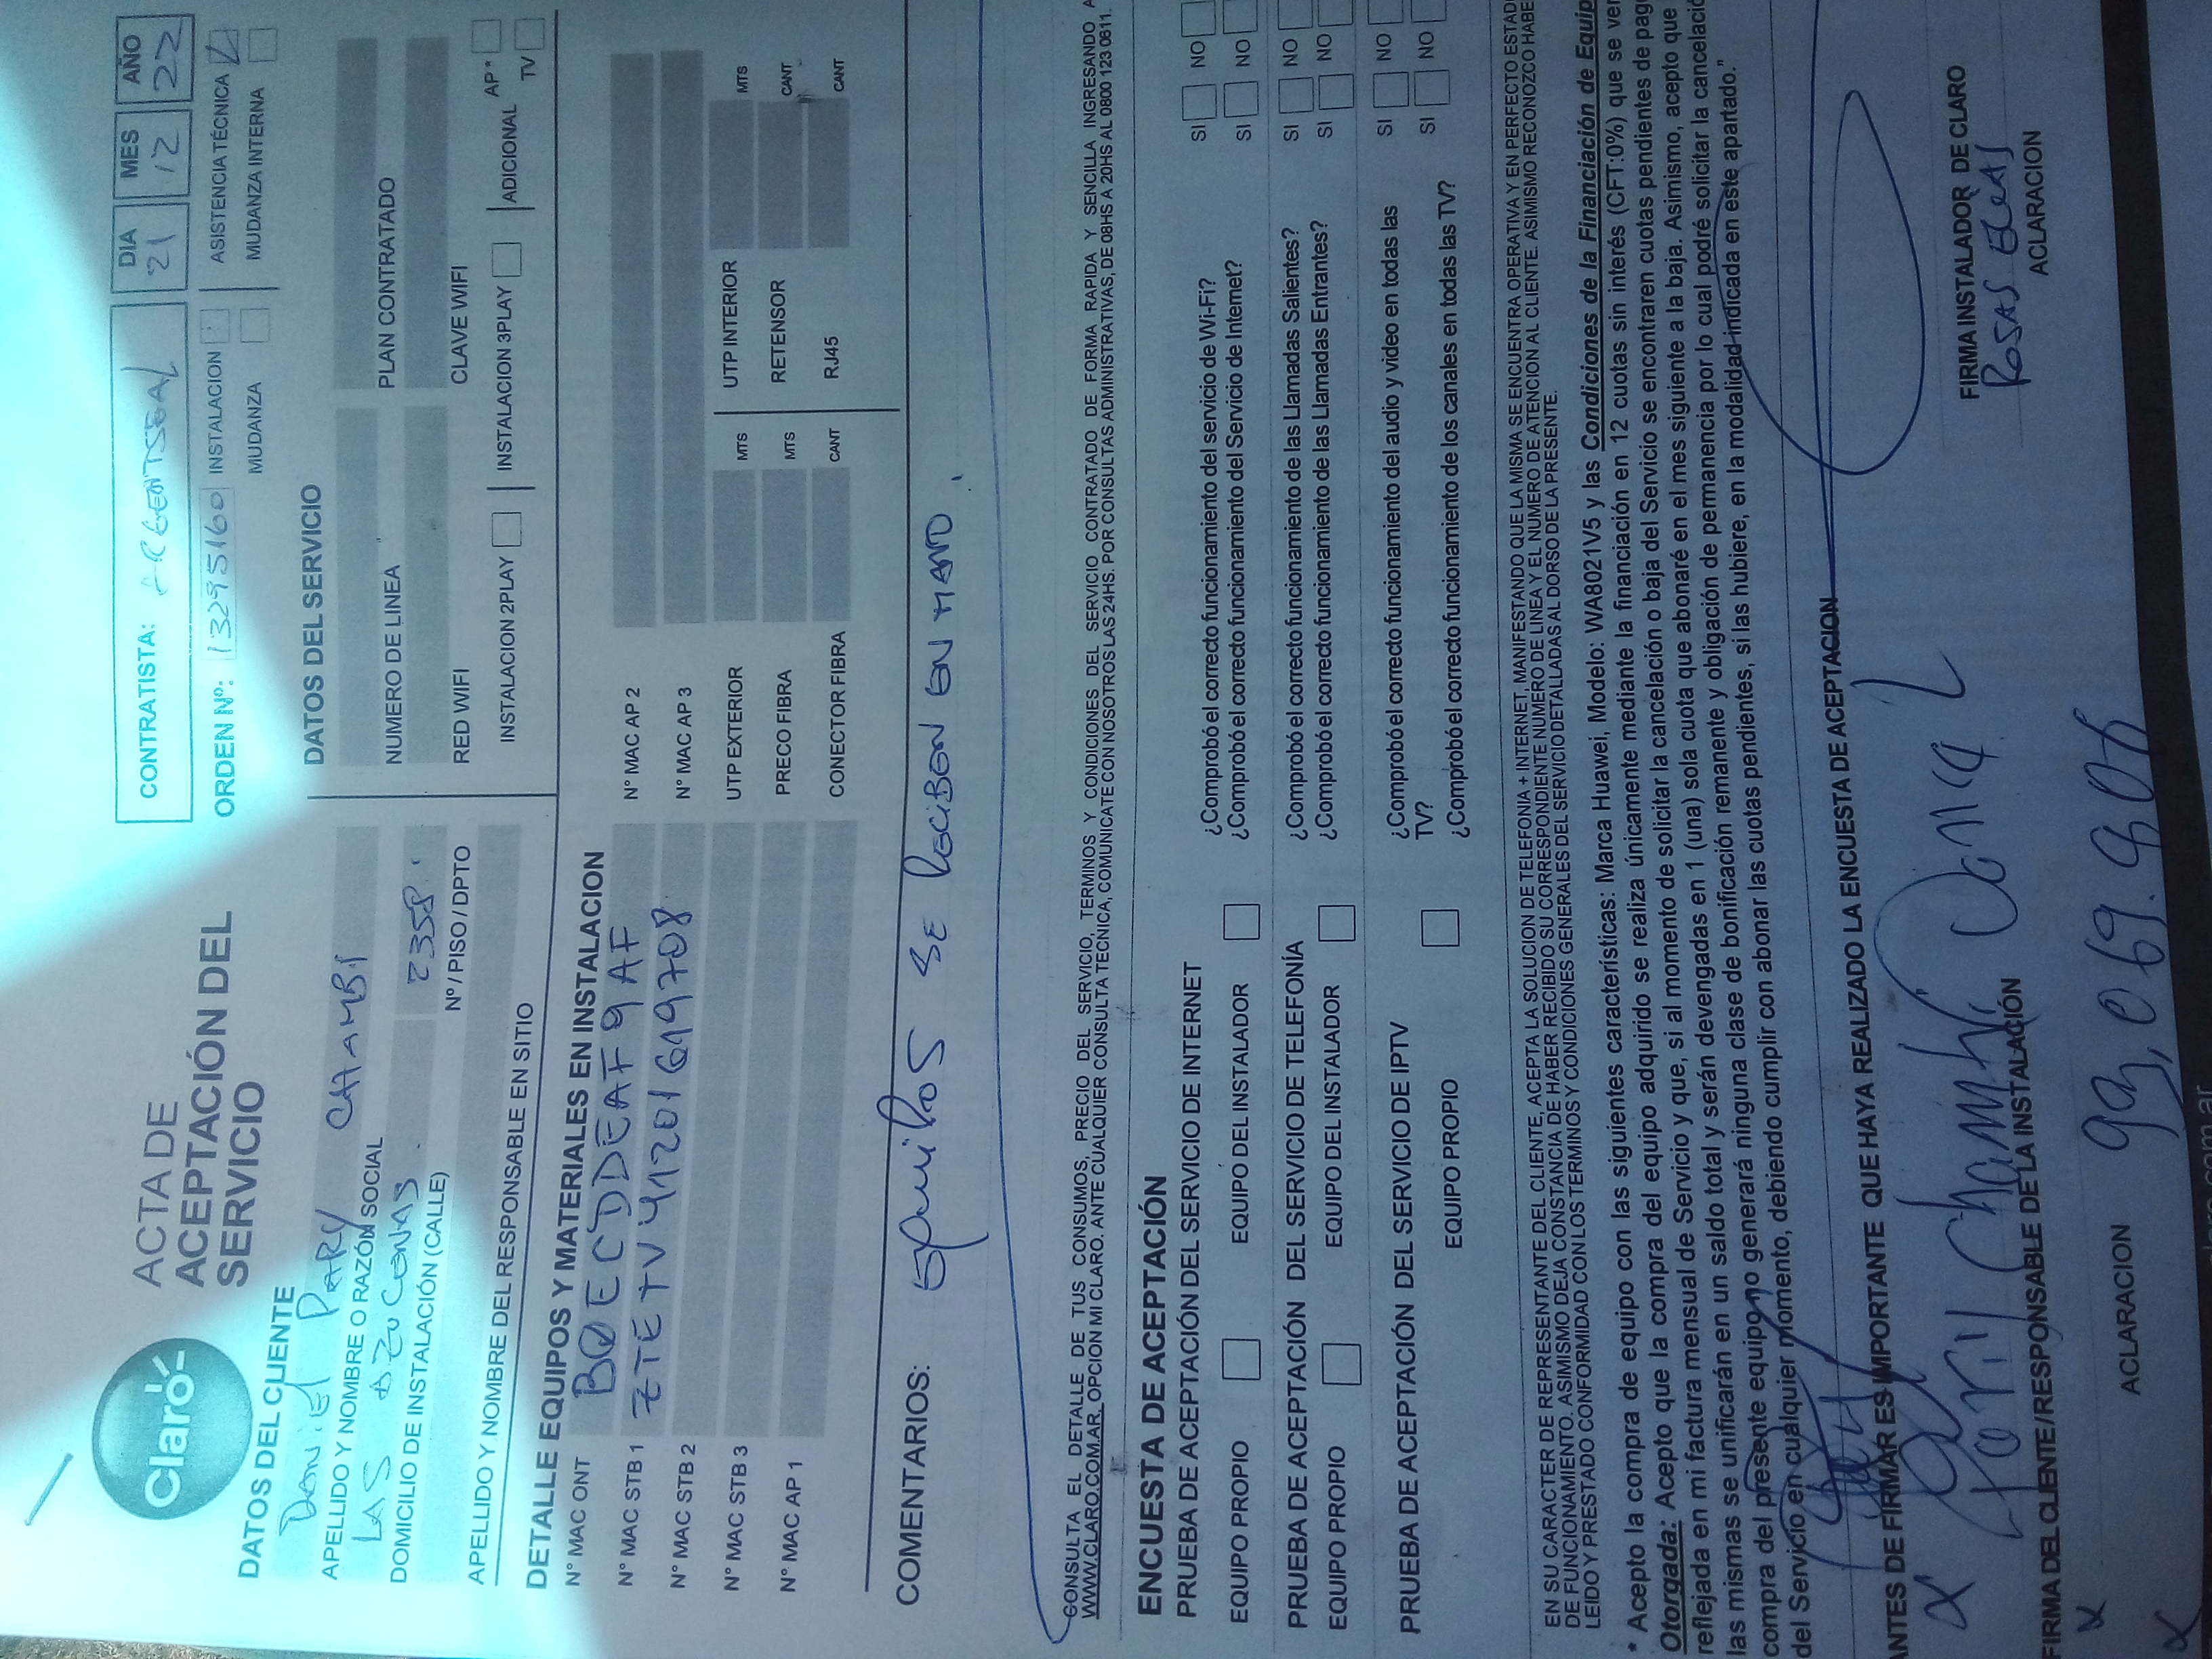 Claro
ACTA DE
ACEPTACIÓN DEL
SERVICIO
CONTRATISTA: ARGENTSEAL
DIA 21 MES 12 AÑO 22
ORDEN Nº: 13295160 INSTALACION ASISTENCIA TÉCNICA
MUDANZA MUDANZA INTERNA
DATOS DEL CLIENTE
DANIEL PARY CHAMBI
APELLIDO Y NOMBRE O RAZÓN SOCIAL
LAS AZUCENAS 2358
DOMICILIO DE INSTALACIÓN (CALLE) Nº / PISO / DPTO
APELLIDO Y NOMBRE DEL RESPONSABLE EN SITIO
DATOS DEL SERVICIO
NUMERO DE LINEA PLAN CONTRATADO
RED WIFI CLAVE WIFI
INSTALACION 2PLAY INSTALACION 3PLAY ADICIONAL AP *
TV
DETALLE EQUIPOS Y MATERIALES EN INSTALACION
N° MAC ONT B0ECDDEAF9AF
N° MAC STB 1 ZTETV41201619708
N° MAC STB 2
N° MAC STB 3
N° MAC AP 1
N° MAC AP 2
N° MAC AP 3
UTP EXTERIOR MTS UTP INTERIOR MTS
PRECO FIBRA MTS RETENSOR CANT
CONECTOR FIBRA CANT RJ45 CANT
COMENTARIOS: EQUIPOS SE RECIBEN EN MANO.
CONSULTA EL DETALLE DE TUS CONSUMOS, PRECIO DEL SERVICIO, TERMINOS Y CONDICIONES DEL SERVICIO CONTRATADO DE FORMA RAPIDA Y SENCILLA INGRESANDO A
WWW.CLARO.COM.AR, OPCION MI CLARO. ANTE CUALQUIER CONSULTA TECNICA, COMUNICATE CON NOSOTROS LAS 24HS. POR CONSULTAS ADMINISTRATIVAS, DE 08HS A 20HS AL 0800 123 0611.
ENCUESTA DE ACEPTACIÓN
PRUEBA DE ACEPTACIÓN DEL SERVICIO DE INTERNET
EQUIPO PROPIO EQUIPO DEL INSTALADOR
¿Comprobó el correcto funcionamiento del servicio de Wi-Fi? SI NO
¿Comprobó el correcto funcionamiento del Servicio de Internet? SI NO
PRUEBA DE ACEPTACIÓN DEL SERVICIO DE TELEFONÍA
EQUIPO PROPIO EQUIPO DEL INSTALADOR
¿Comprobó el correcto funcionamiento de las Llamadas Salientes? SI NO
¿Comprobó el correcto funcionamiento de las Llamadas Entrantes? SI NO
PRUEBA DE ACEPTACIÓN DEL SERVICIO DE IPTV
EQUIPO PROPIO
¿Comprobó el correcto funcionamiento del audio y video en todas las SI NO
TV?
¿Comprobó el correcto funcionamiento de los canales en todas las TV? SI NO
EN SU CARACTER DE REPRESENTANTE DEL CLIENTE, ACEPTA LA SOLUCION DE TELEFONIA + INTERNET, MANIFESTANDO QUE LA MISMA SE ENCUENTRA OPERATIVA Y EN PERFECTO ESTAD
DE FUNCIONAMIENTO. ASIMISMO DEJA CONSTANCIA DE HABER RECIBIDO SU CORRESPONDIENTE NUMERO DE LINEA Y EL NUMERO DE ATENCION AL CLIENTE. ASIMISMO RECONOZCO HABE
LEIDO Y PRESTADO CONFORMIDAD CON LOS TERMINOS Y CONDICIONES GENERALES DEL SERVICIO DETALLADAS AL DORSO DE LA PRESENTE.
* Acepto la compra de equipo con las siguientes características: Marca Huawei, Modelo: WA8021V5 y las Condiciones de la Financiación de Equip
Otorgada: Acepto que la compra del equipo adquirido se realiza únicamente mediante la financiación en 12 cuotas sin interés (CFT:0%) que se ver
reflejada en mi factura mensual de Servicio y que, si al momento de solicitar la cancelación o baja del Servicio se encontraren cuotas pendientes de pag
las mismas se unificarán en un saldo total y serán devengadas en 1 (una) sola cuota que abonaré en el mes siguiente a la baja. Asimismo, acepto que
compra del presente equipo no generará ninguna clase de bonificación remanente y obligación de permanencia por lo cual podré solicitar la cancelació
del Servicio en cualquier momento, debiendo cumplir con abonar las cuotas pendientes, si las hubiere, en la modalidad indicada en este apartado."
ANTES DE FIRMAR ES IMPORTANTE QUE HAYA REALIZADO LA ENCUESTA DE ACEPTACION
Pary Chambi
FIRMA DEL CLIENTE/RESPONSABLE DE LA INSTALACIÓN
FIRMA INSTALADOR DE CLARO
ROSAS ELIAS
ACLARACION
ACLARACION 93.069.806